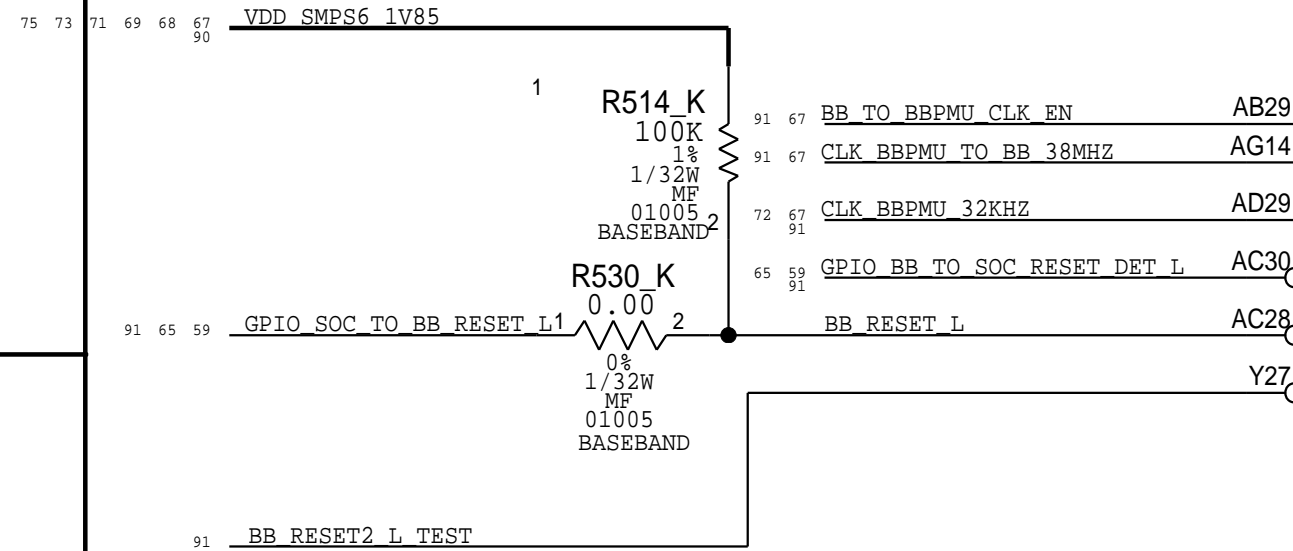 75 73 71 69 68 67 VDD_SMPS6_1V85
90
1
R514_K
100K
1%
1/32W
MF
01005
BASEBAND
2
91 67 BB_TO_BBPMU_CLK_EN AB29
91 67 CLK_BBPMU_TO_BB_38MHZ AG14
72 67 CLK_BBPMU_32KHZ AD29
91
65 59 GPIO_BB_TO_SOC_RESET_DET_L AC30
91
R530_K
0.00
91 65 59 GPIO_SOC_TO_BB_RESET_L 1 2 BB_RESET_L AC28
0%
1/32W
MF
01005
BASEBAND
Y27
91 BB_RESET2_L_TEST